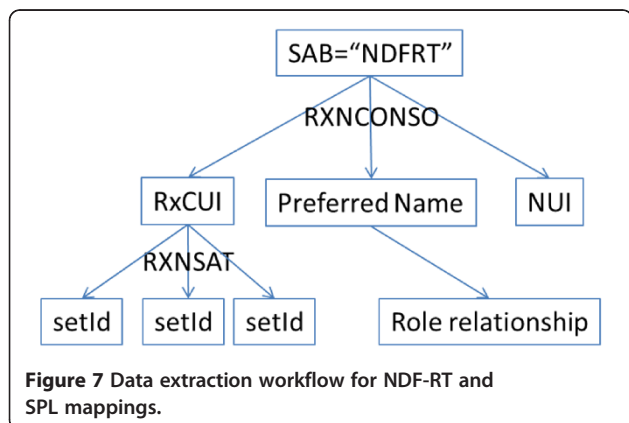 SAB=“NDFRT”
RXNCONSO
RxCUI
Preferred Name
NUI
RXNSAT
setId
setId
setId
Role relationship
Figure 7 Data extraction workflow for NDF-RT and
SPL mappings.